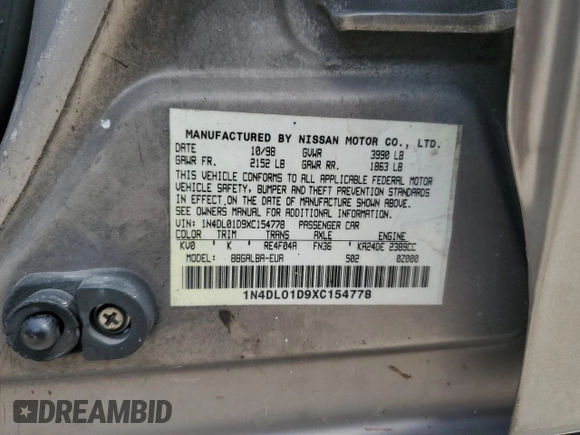 MANUFACTURED BY NISSAN MOTOR CO., LTD.
DATE 10/98 GVWR 3990 LB
GAWR FR. 2152 LB GAWR RR. 1863 LB
THIS VEHICLE CONFORMS TO ALL APPLICABLE FEDERAL MOTOR
VEHICLE SAFETY, BUMPER AND THEFT PREVENTION STANDARDS
IN EFFECT ON THE DATE OF MANUFACTURE SHOWN ABOVE.
SEE OWNERS MANUAL FOR ADDITIONAL INFORMATION.
VIN: 1N4DL01D9XC154778 PASSENGER CAR
COLOR TRIM TRANS AXLE ENGINE
KV0 K RE4F04A FN36 KA24DE 2389CC
MODEL: BBGALBA-EUA 502 02000
1N4DL01D9XC154778
DREAMBID